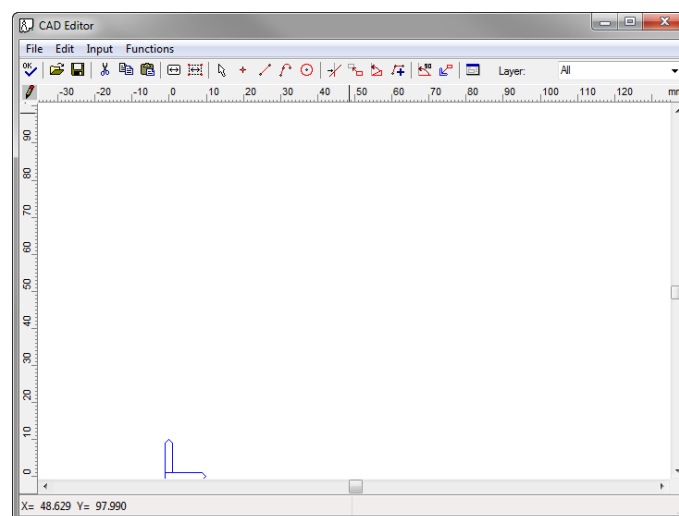 CAD Editor
File Edit Input Functions
OK 90 Layer: All
-30 -20 -10 0 10 20 30 40 50 60 70 80 90 100 110 120 mm
90
80
70
60
50
40
30
20
10
0
X= 48.629 Y= 97.990